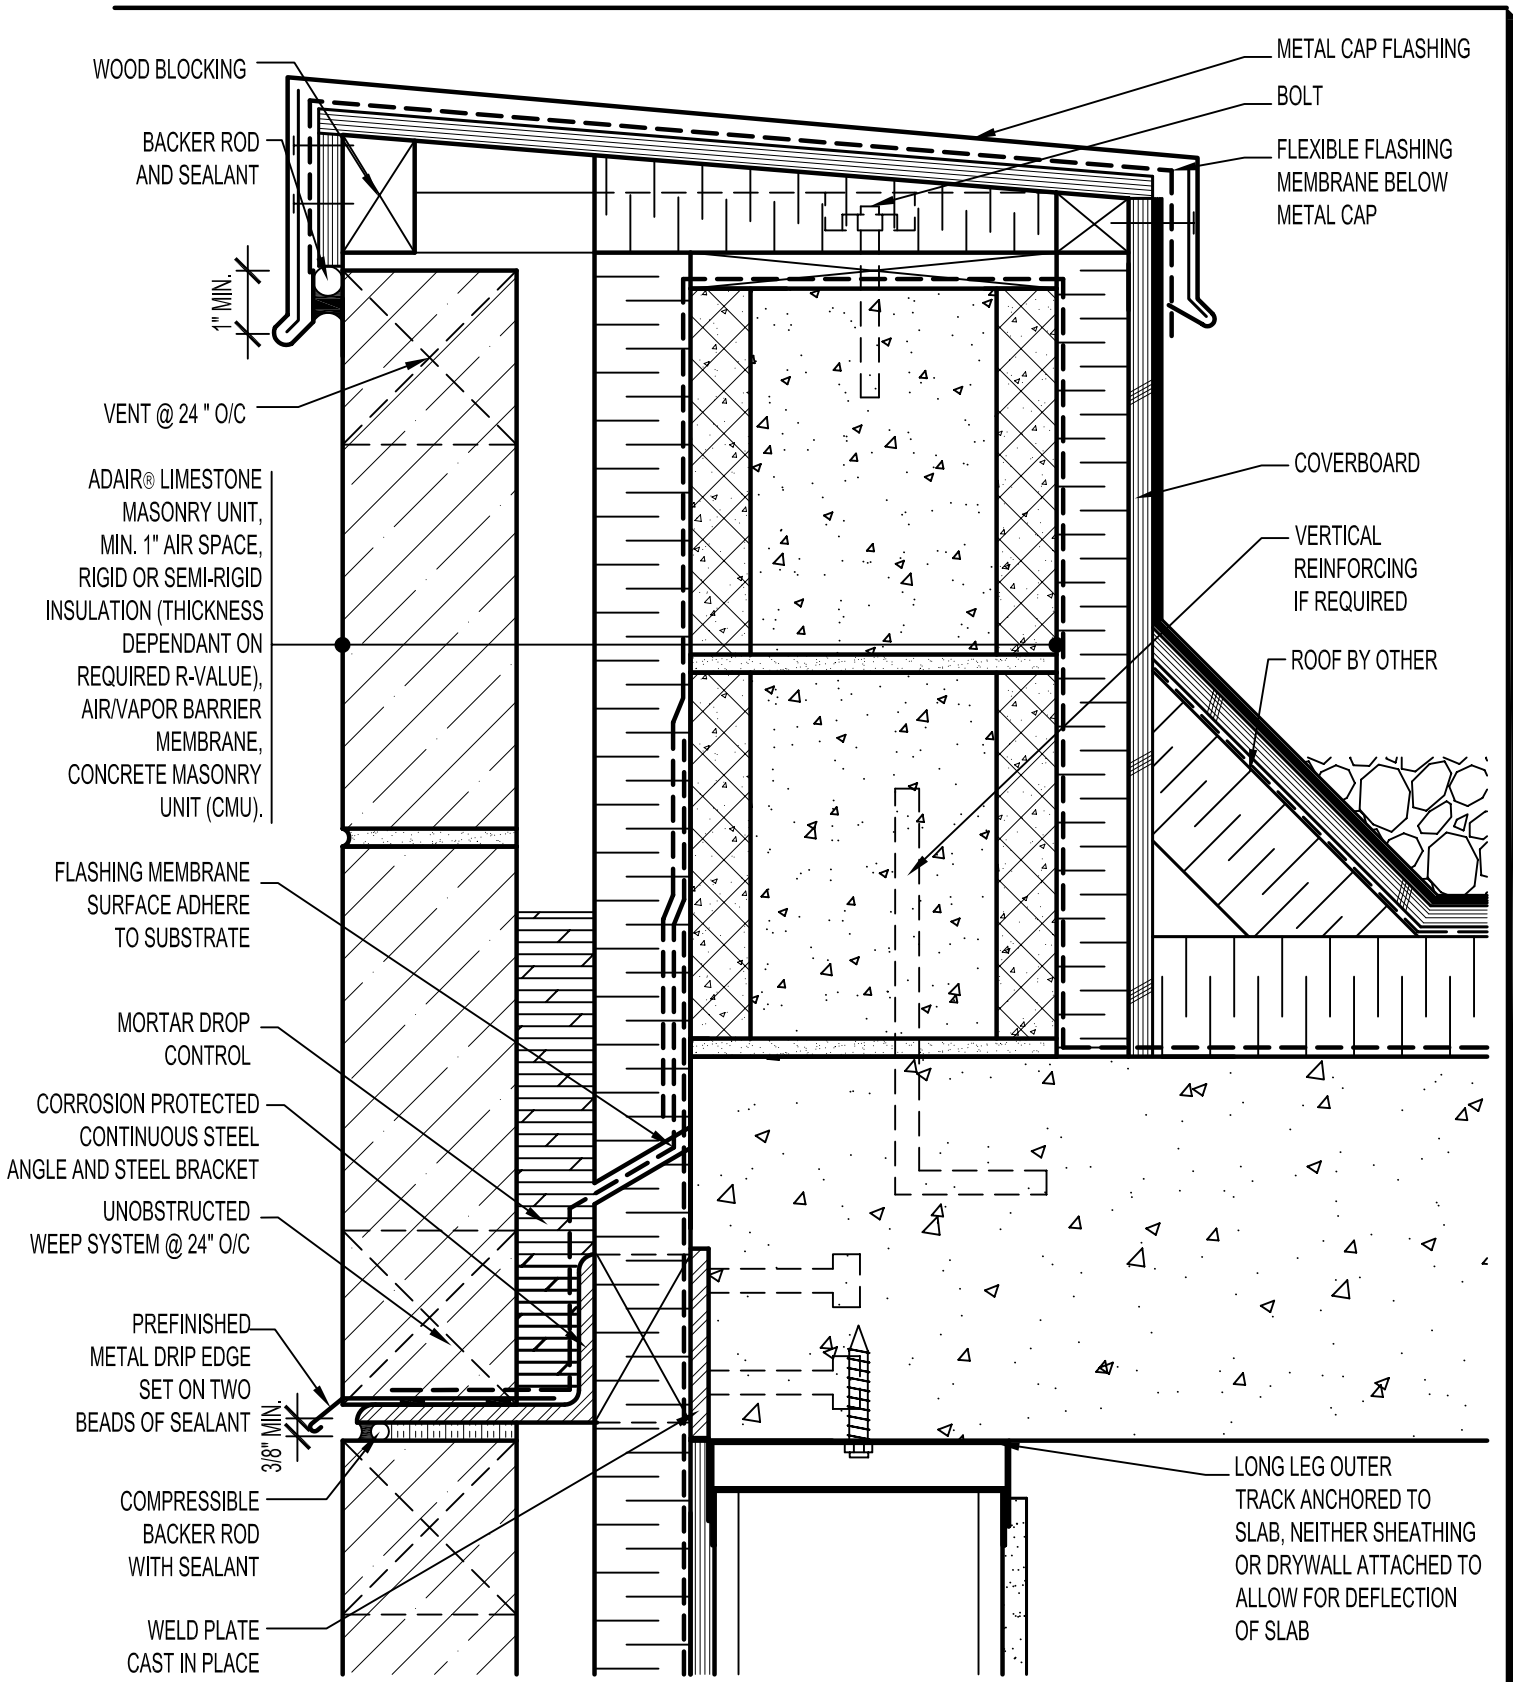 WOOD BLOCKING
BACKER ROD
AND SEALANT
1" MIN.
VENT @ 24 " O/C
ADAIR® LIMESTONE
MASONRY UNIT,
MIN. 1" AIR SPACE,
RIGID OR SEMI-RIGID
INSULATION (THICKNESS
DEPENDANT ON
REQUIRED R-VALUE),
AIR/VAPOR BARRIER
MEMBRANE,
CONCRETE MASONRY
UNIT (CMU).
FLASHING MEMBRANE
SURFACE ADHERE
TO SUBSTRATE
MORTAR DROP
CONTROL
CORROSION PROTECTED
CONTINUOUS STEEL
ANGLE AND STEEL BRACKET
UNOBSTRUCTED
WEEP SYSTEM @ 24" O/C
PREFINISHED
METAL DRIP EDGE
SET ON TWO
BEADS OF SEALANT
3/8" MIN.
COMPRESSIBLE
BACKER ROD
WITH SEALANT
WELD PLATE
CAST IN PLACE
METAL CAP FLASHING
BOLT
FLEXIBLE FLASHING
MEMBRANE BELOW
METAL CAP
COVERBOARD
VERTICAL
REINFORCING
IF REQUIRED
ROOF BY OTHER
LONG LEG OUTER
TRACK ANCHORED TO
SLAB, NEITHER SHEATHING
OR DRYWALL ATTACHED TO
ALLOW FOR DEFLECTION
OF SLAB